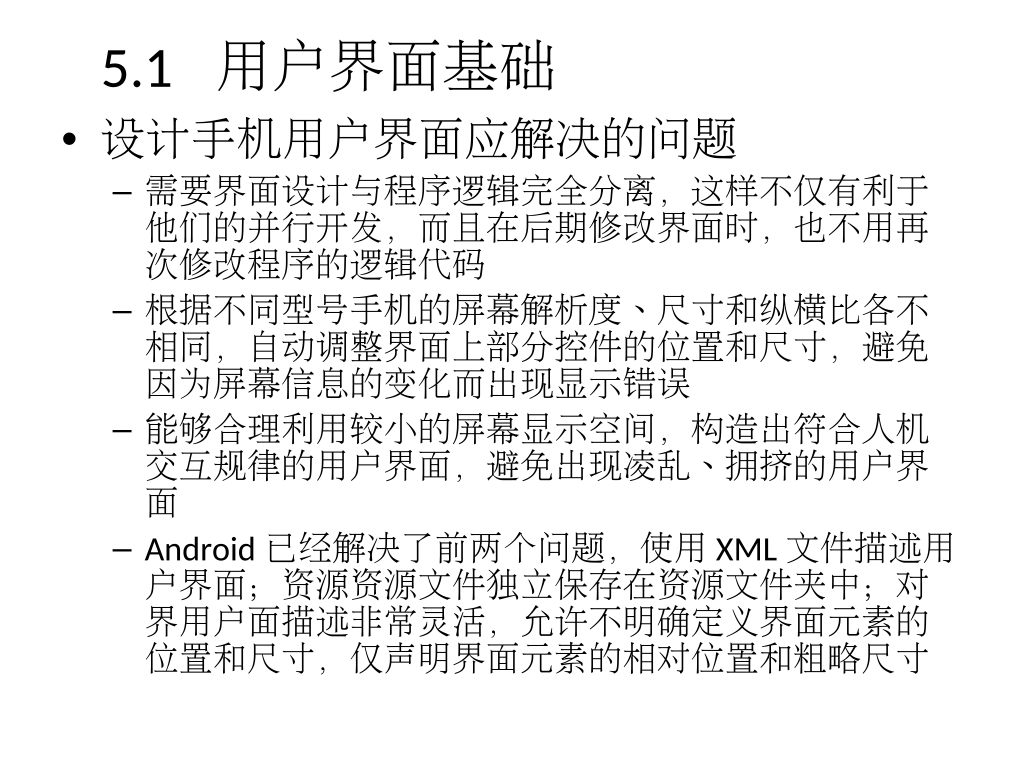 5.1 用户界面基础
• 设计手机用户界面应解决的问题
– 需要界面设计与程序逻辑完全分离，这样不仅有利于
他们的并行开发，而且在后期修改界面时，也不用再
次修改程序的逻辑代码
– 根据不同型号手机的屏幕解析度、尺寸和纵横比各不
相同，自动调整界面上部分控件的位置和尺寸，避免
因为屏幕信息的变化而出现显示错误
– 能够合理利用较小的屏幕显示空间，构造出符合人机
交互规律的用户界面，避免出现凌乱、拥挤的用户界
面
– Android 已经解决了前两个问题，使用 XML 文件描述用
户界面；资源资源文件独立保存在资源文件夹中；对
界用户面描述非常灵活，允许不明确定义界面元素的
位置和尺寸，仅声明界面元素的相对位置和粗略尺寸